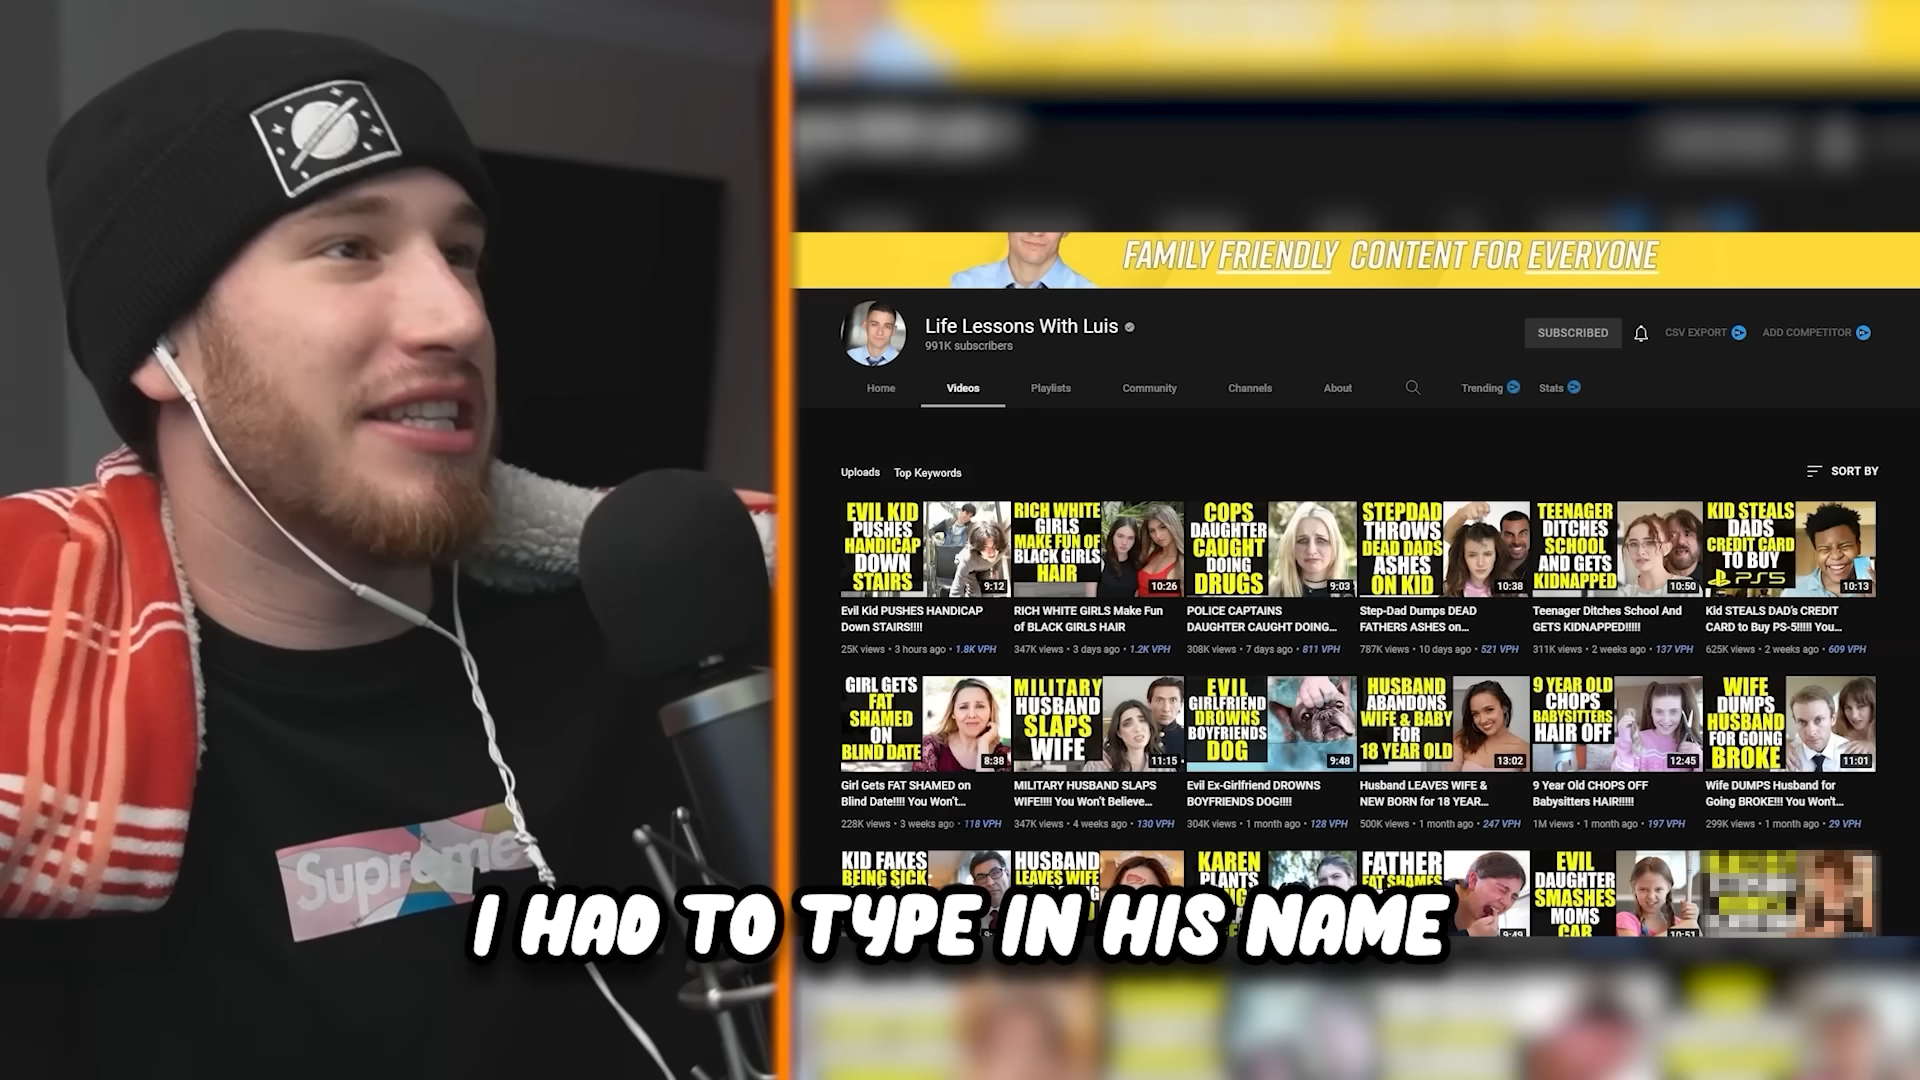 FAMILY FRIENDLY CONTENT FOR EVERYONE
Life Lessons With Luis
991K subscribers
SUBSCRIBED
CSV EXPORT
ADD COMPETITOR
Home
Videos
Playlists
Community
Channels
About
Trending
Stats
Uploads
Top Keywords
SORT BY
EVIL KID
PUSHES
HANDICAP
DOWN
STAIRS
9:12
RICH WHITE
GIRLS
MAKE FUN OF
BLACK GIRLS
HAIR
10:26
COPS
DAUGHTER
CAUGHT
DOING
DRUGS
9:03
STEPDAD
THROWS
DEAD DADS
ASHES
ON KID
10:38
TEENAGER
DITCHES
SCHOOL
AND GETS
KIDNAPPED
10:50
KID STEALS
DADS
CREDIT CARD
TO BUY
PS5
10:13
Evil Kid PUSHES HANDICAP
Down STAIRS!!!!
25K views • 3 hours ago • 1.8K VPH
RICH WHITE GIRLS Make Fun
of BLACK GIRLS HAIR
347K views • 3 days ago • 1.2K VPH
POLICE CAPTAINS
DAUGHTER CAUGHT DOING...
308K views • 7 days ago • 811 VPH
Step-Dad Dumps DEAD
FATHERS ASHES on...
787K views • 10 days ago • 521 VPH
Teenager Ditches School And
GETS KIDNAPPED!!!!!
311K views • 2 weeks ago • 137 VPH
Kid STEALS DAD's CREDIT
CARD to Buy PS-5!!!!! You...
625K views • 2 weeks ago • 609 VPH
GIRL GETS
FAT
SHAMED
ON
BLIND DATE
8:38
MILITARY
HUSBAND
SLAPS
WIFE
11:15
EVIL
GIRLFRIEND
DROWNS
BOYFRIENDS
DOG
9:48
HUSBAND
ABANDONS
WIFE & BABY
FOR
18 YEAR OLD
13:02
9 YEAR OLD
CHOPS
BABYSITTERS
HAIR OFF
12:45
WIFE
DUMPS
HUSBAND
FOR GOING
BROKE
11:01
Girl Gets FAT SHAMED on
Blind Date!!!! You Won't...
228K views • 3 weeks ago • 118 VPH
MILITARY HUSBAND SLAPS
WIFE!!!! You Won't Believe...
347K views • 4 weeks ago • 130 VPH
Evil Ex-Girlfriend DROWNS
BOYFRIENDS DOG!!!!
304K views • 1 month ago • 128 VPH
Husband LEAVES WIFE &
NEW BORN for 18 YEAR...
500K views • 1 month ago • 247 VPH
9 Year Old CHOPS OFF
Babysitters HAIR!!!!!
1M views • 1 month ago • 197 VPH
Wife DUMPS Husband for
Going BROKE!!! You Won't...
299K views • 1 month ago • 29 VPH
KID FAKES
BEING SICK
HUSBAND
LEAVES WIFE
KAREN
PLANTS
FATHER
FAT SHAMES
9:49
EVIL
DAUGHTER
SMASHES
MOMS
CAR
10:51
Supreme
I HAD TO TYPE IN HIS NAME